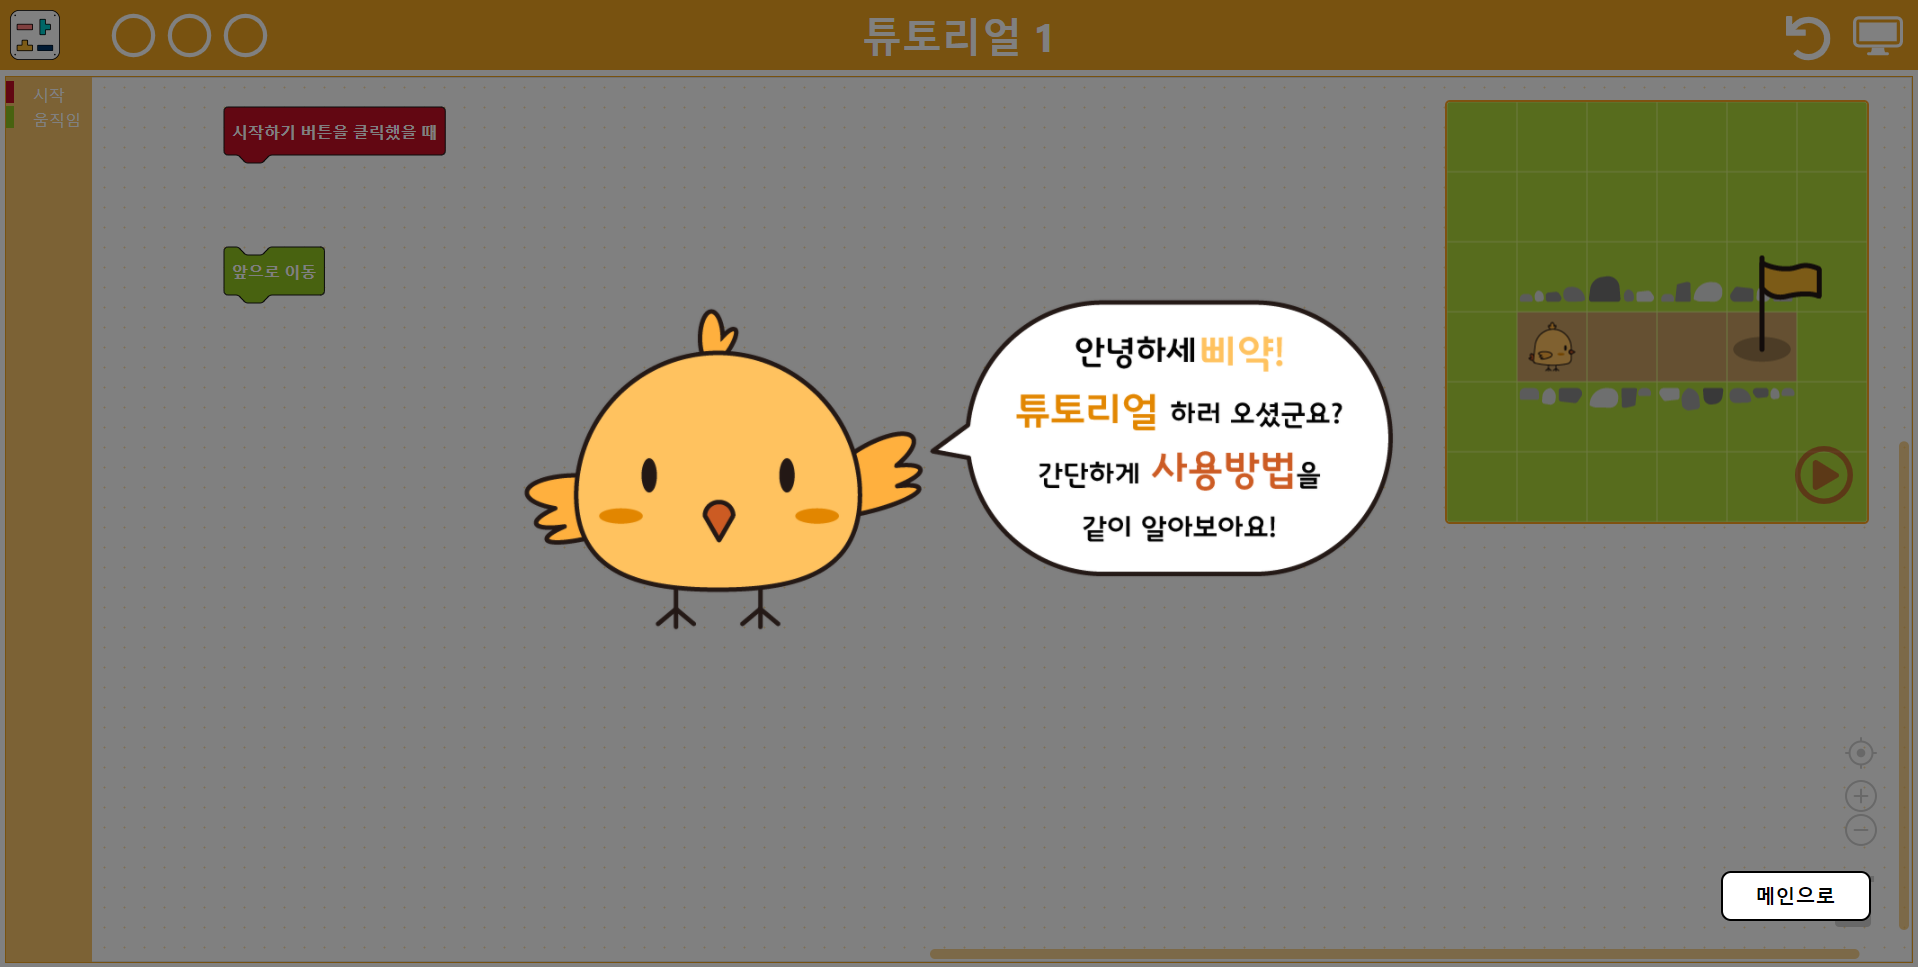 튜토리얼 1
시작
움직임
시작하기 버튼을 클릭했을 때
앞으로 이동
안녕하세삐약!
튜토리얼 하러 오셨군요?
간단하게 사용방법을
같이 알아보아요!
메인으로